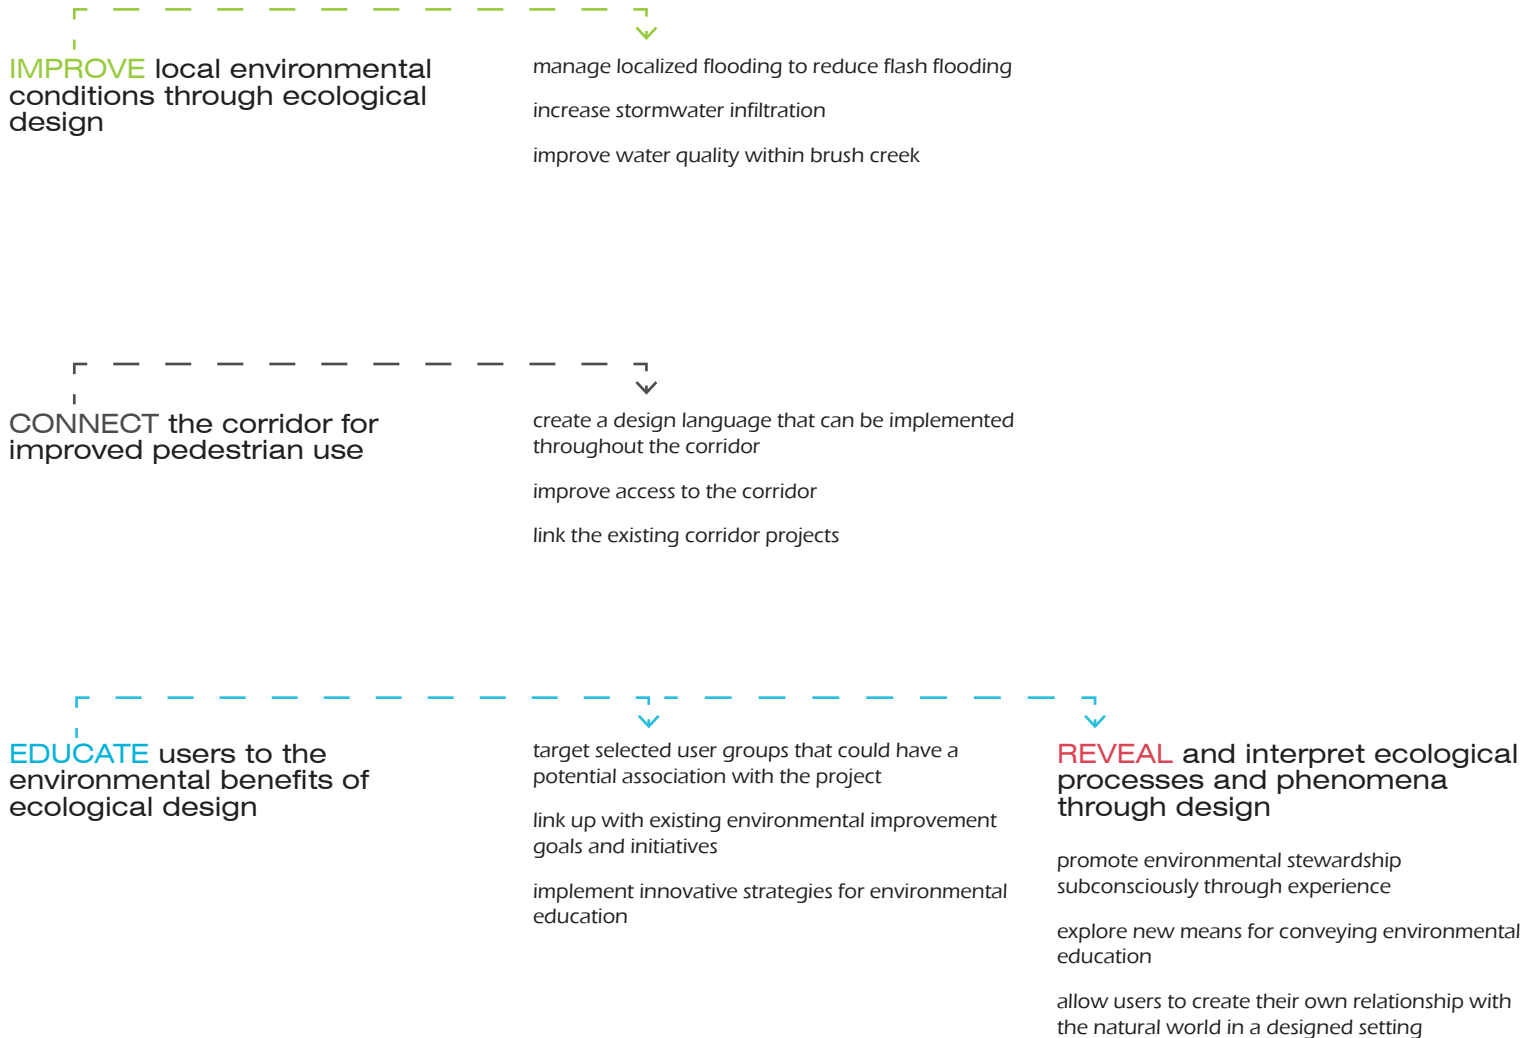 IMPROVE local environmental
conditions through ecological
design
manage localized flooding to reduce flash flooding
increase stormwater infiltration
improve water quality within brush creek
CONNECT the corridor for
improved pedestrian use
create a design language that can be implemented
throughout the corridor
improve access to the corridor
link the existing corridor projects
EDUCATE users to the
environmental benefits of
ecological design
target selected user groups that could have a
potential association with the project
link up with existing environmental improvement
goals and initiatives
implement innovative strategies for environmental
education
REVEAL and interpret ecological
processes and phenomena
through design
promote environmental stewardship
subconsciously through experience
explore new means for conveying environmental
education
allow users to create their own relationship with
the natural world in a designed setting